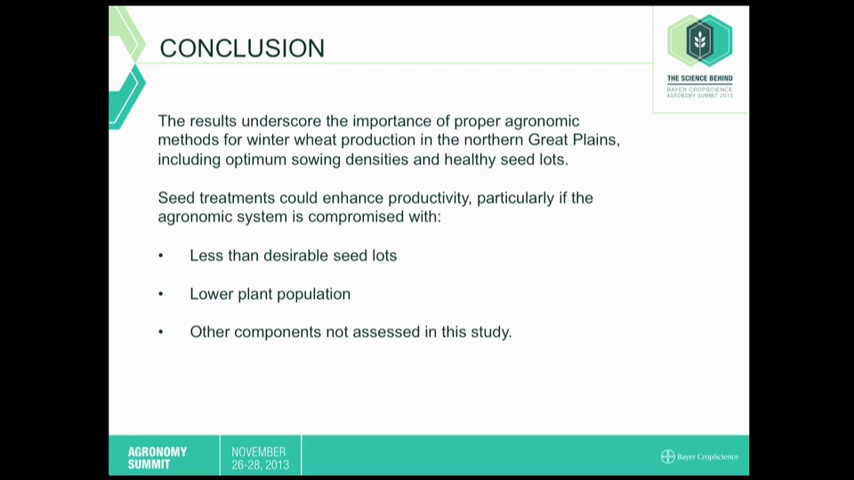 CONCLUSION
THE SCIENCE BEHIND
BAYER CROPSCIENCE
AGRONOMY SUMMIT 2013
The results underscore the importance of proper agronomic
methods for winter wheat production in the northern Great Plains,
including optimum sowing densities and healthy seed lots.
Seed treatments could enhance productivity, particularly if the
agronomic system is compromised with:
• Less than desirable seed lots
• Lower plant population
• Other components not assessed in this study.
AGRONOMY
SUMMIT
NOVEMBER
26-28, 2013
Bayer CropScience